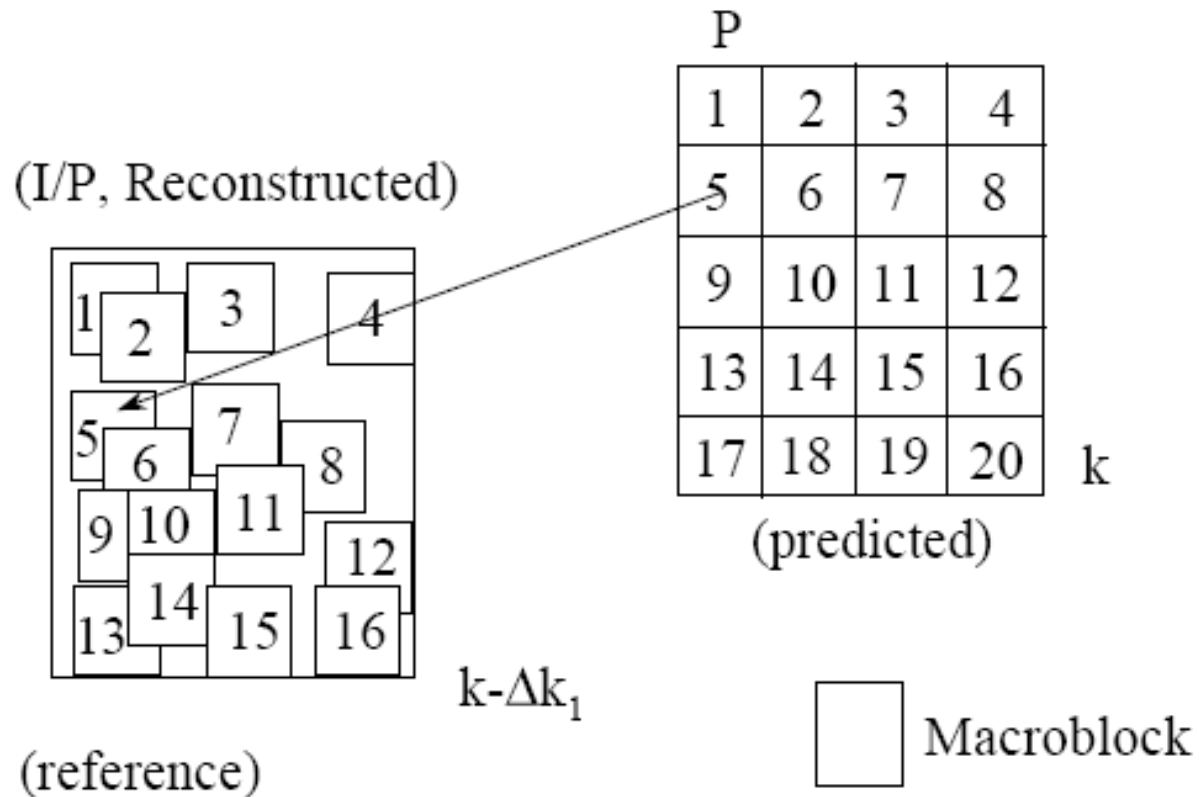 P
1 2 3 4
5 6 7 8
9 10 11 12
13 14 15 16
17 18 19 20
k
(predicted)
(I/P, Reconstructed)
1 2 3 4
5 6 7 8
9 10 11 12
13 14 15 16
k-Δk₁
(reference)
Macroblock